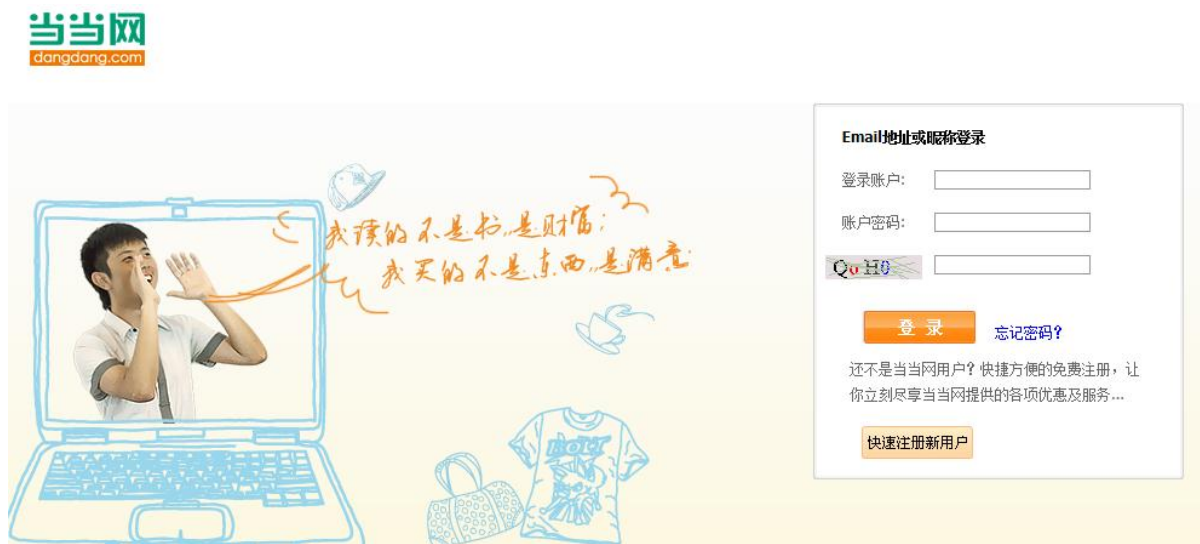 当当网
dangdang.com
Email地址或昵称登录
登录账户:
账户密码:
我读的不是书,,是财富;
我买的不是东西,,是满意
QuH0
登 录
忘记密码?
还不是当当网用户?快捷方便的免费注册，让
你立刻尽享当当网提供的各项优惠及服务...
快速注册新用户